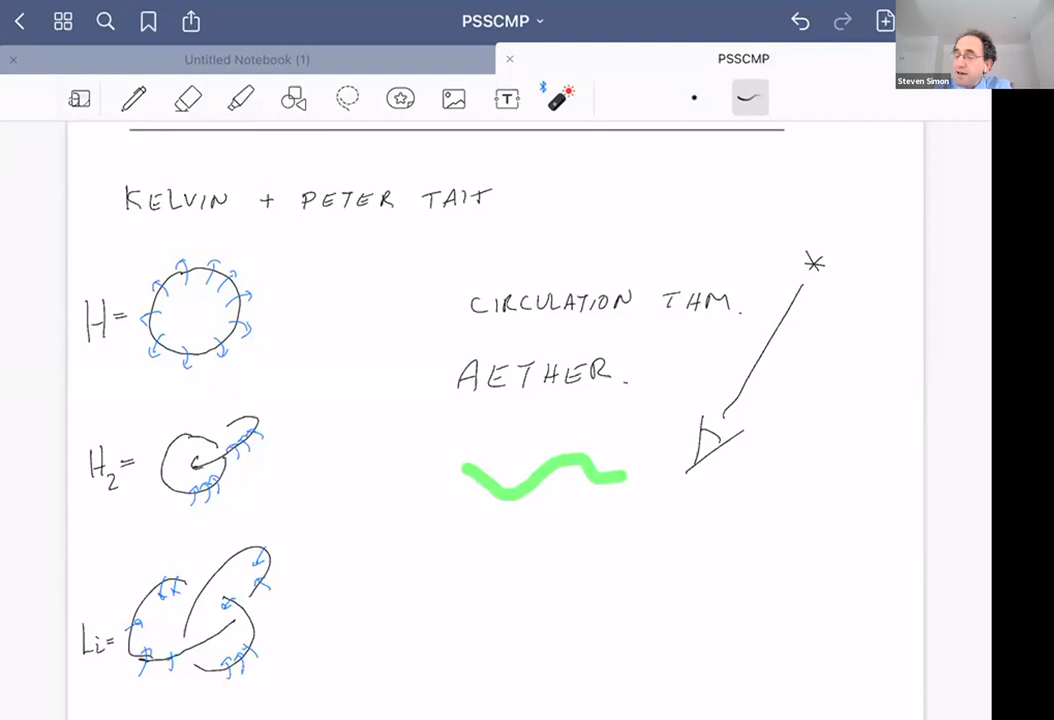 PSSCMP
Untitled Notebook (1)
PSSCMP
Steven Simon
T
KELVIN + PETER TAIT
H=
CIRCULATION THM.
AETHER.
H2=
Li=